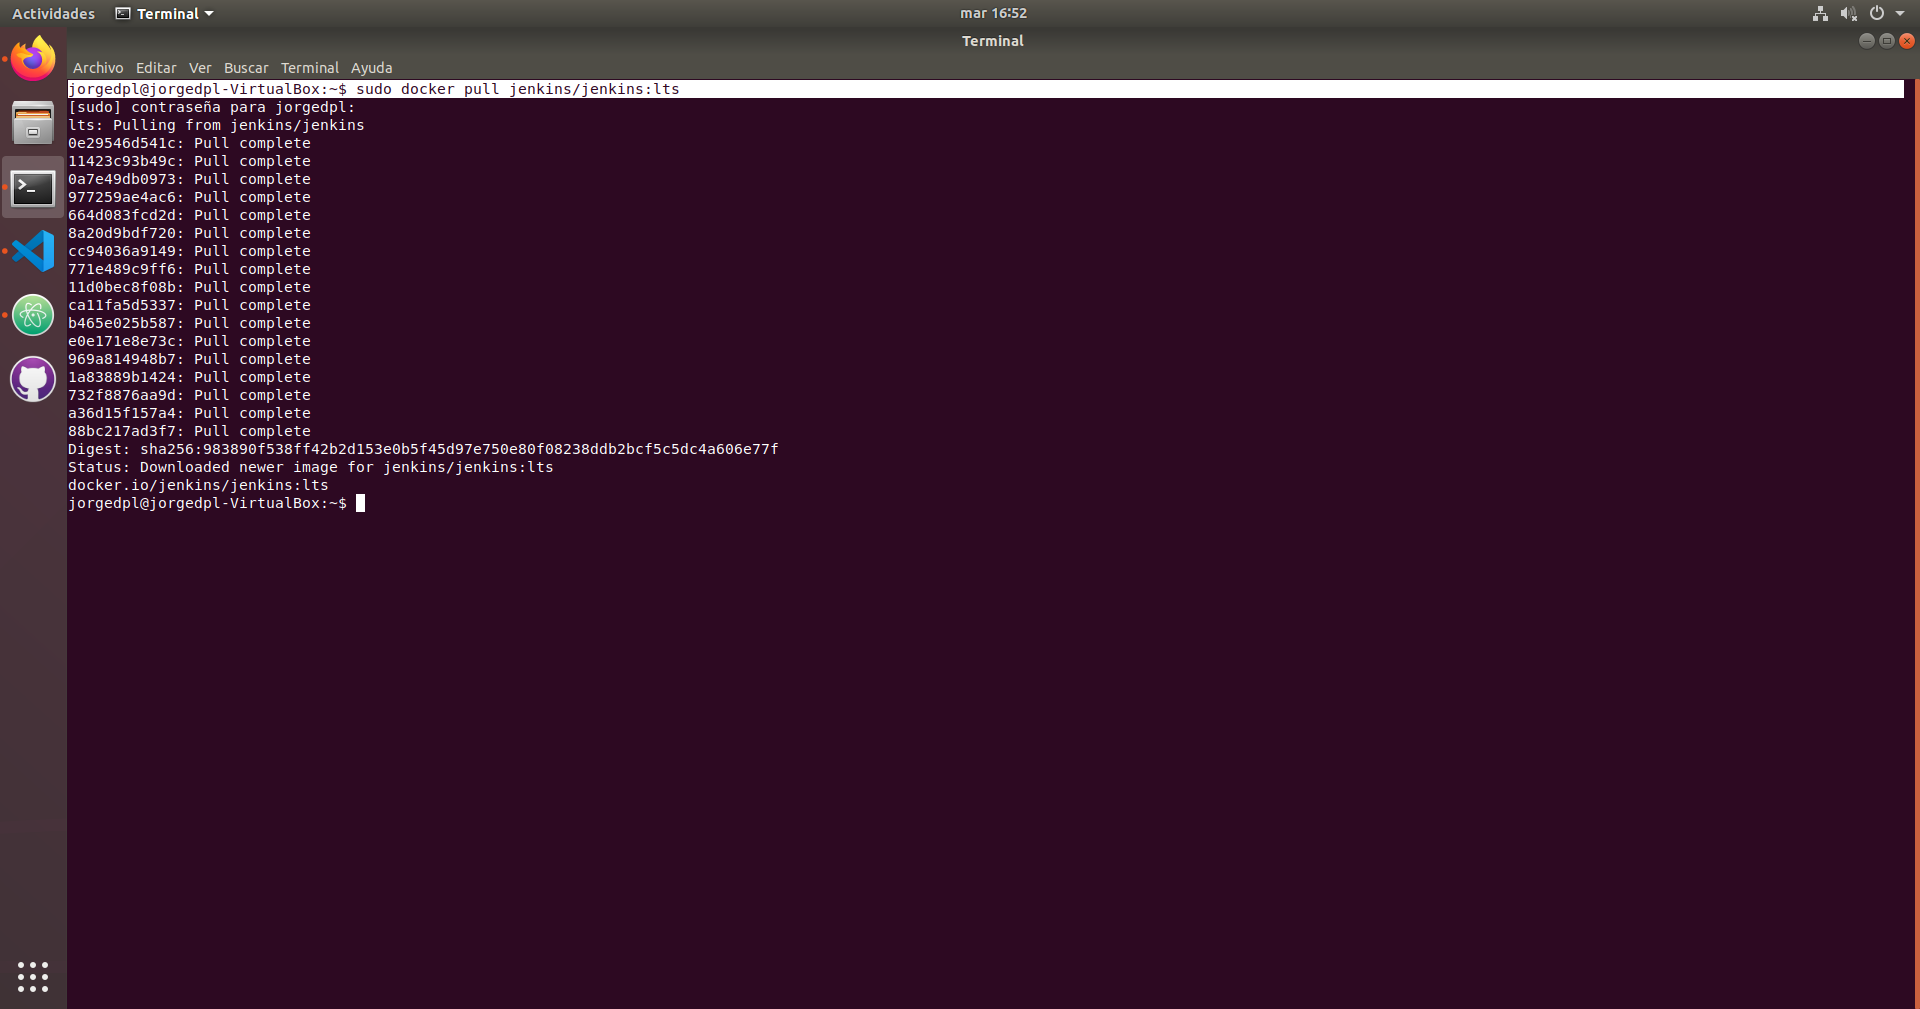 Actividades Terminal mar 16:52
Terminal
Archivo Editar Ver Buscar Terminal Ayuda
jorgedpl@jorgedpl-VirtualBox:~$ sudo docker pull jenkins/jenkins:lts
[sudo] contraseña para jorgedpl:
lts: Pulling from jenkins/jenkins
0e29546d541c: Pull complete
11423c93b49c: Pull complete
0a7e49db0973: Pull complete
977259ae4ac6: Pull complete
664d083fcd2d: Pull complete
8a20d9bdf720: Pull complete
cc94036a9149: Pull complete
771e489c9ff6: Pull complete
11d0bec8f08b: Pull complete
ca11fa5d5337: Pull complete
b465e025b587: Pull complete
e0e171e8e73c: Pull complete
969a814948b7: Pull complete
1a83889b1424: Pull complete
732f8876aa9d: Pull complete
a36d15f157a4: Pull complete
88bc217ad3f7: Pull complete
Digest: sha256:983890f538ff42b2d153e0b5f45d97e750e80f08238ddb2bcf5c5dc4a606e77f
Status: Downloaded newer image for jenkins/jenkins:lts
docker.io/jenkins/jenkins:lts
jorgedpl@jorgedpl-VirtualBox:~$